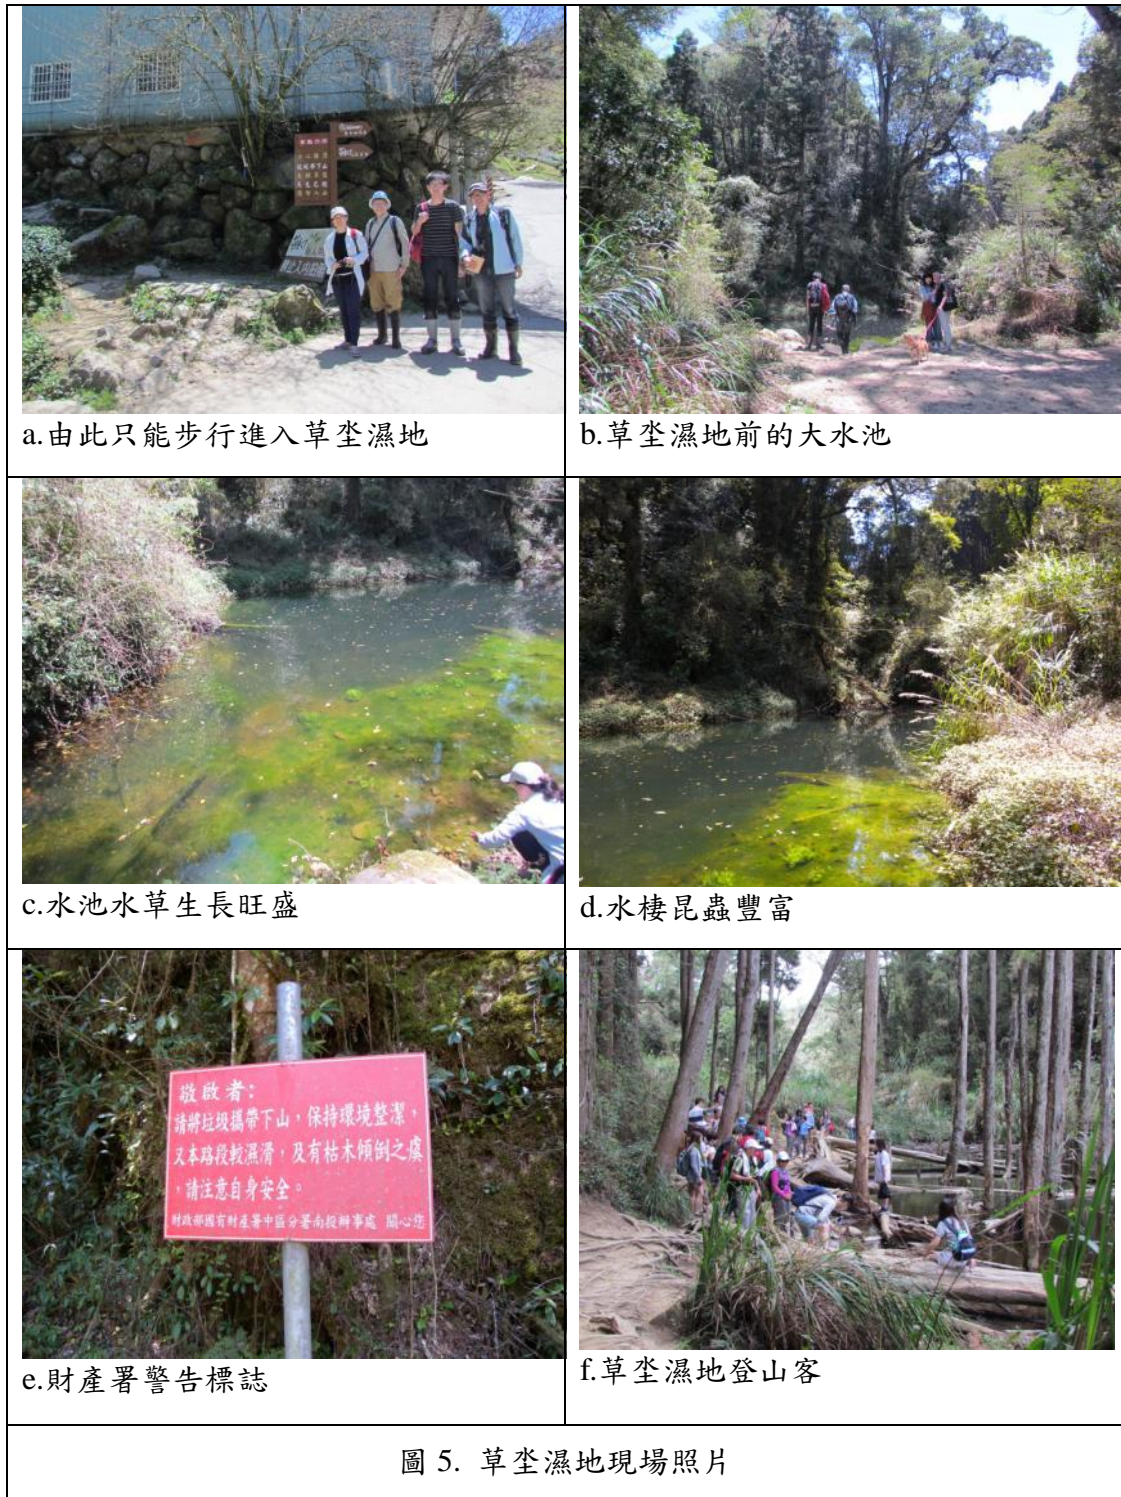 a.由此只能步行進入草坔濕地
b.草坔濕地前的大水池
c.水池水草生長旺盛
d.水棲昆蟲豐富
敬啟者:
請將垃圾攜帶下山，保持環境整潔，
又本路段較濕滑，及有枯木傾倒之虞
，請注意自身安全。
財政部國有財產署中區分署南投辦事處 關心您
e.財產署警告標誌
f.草坔濕地登山客
圖 5. 草坔濕地現場照片